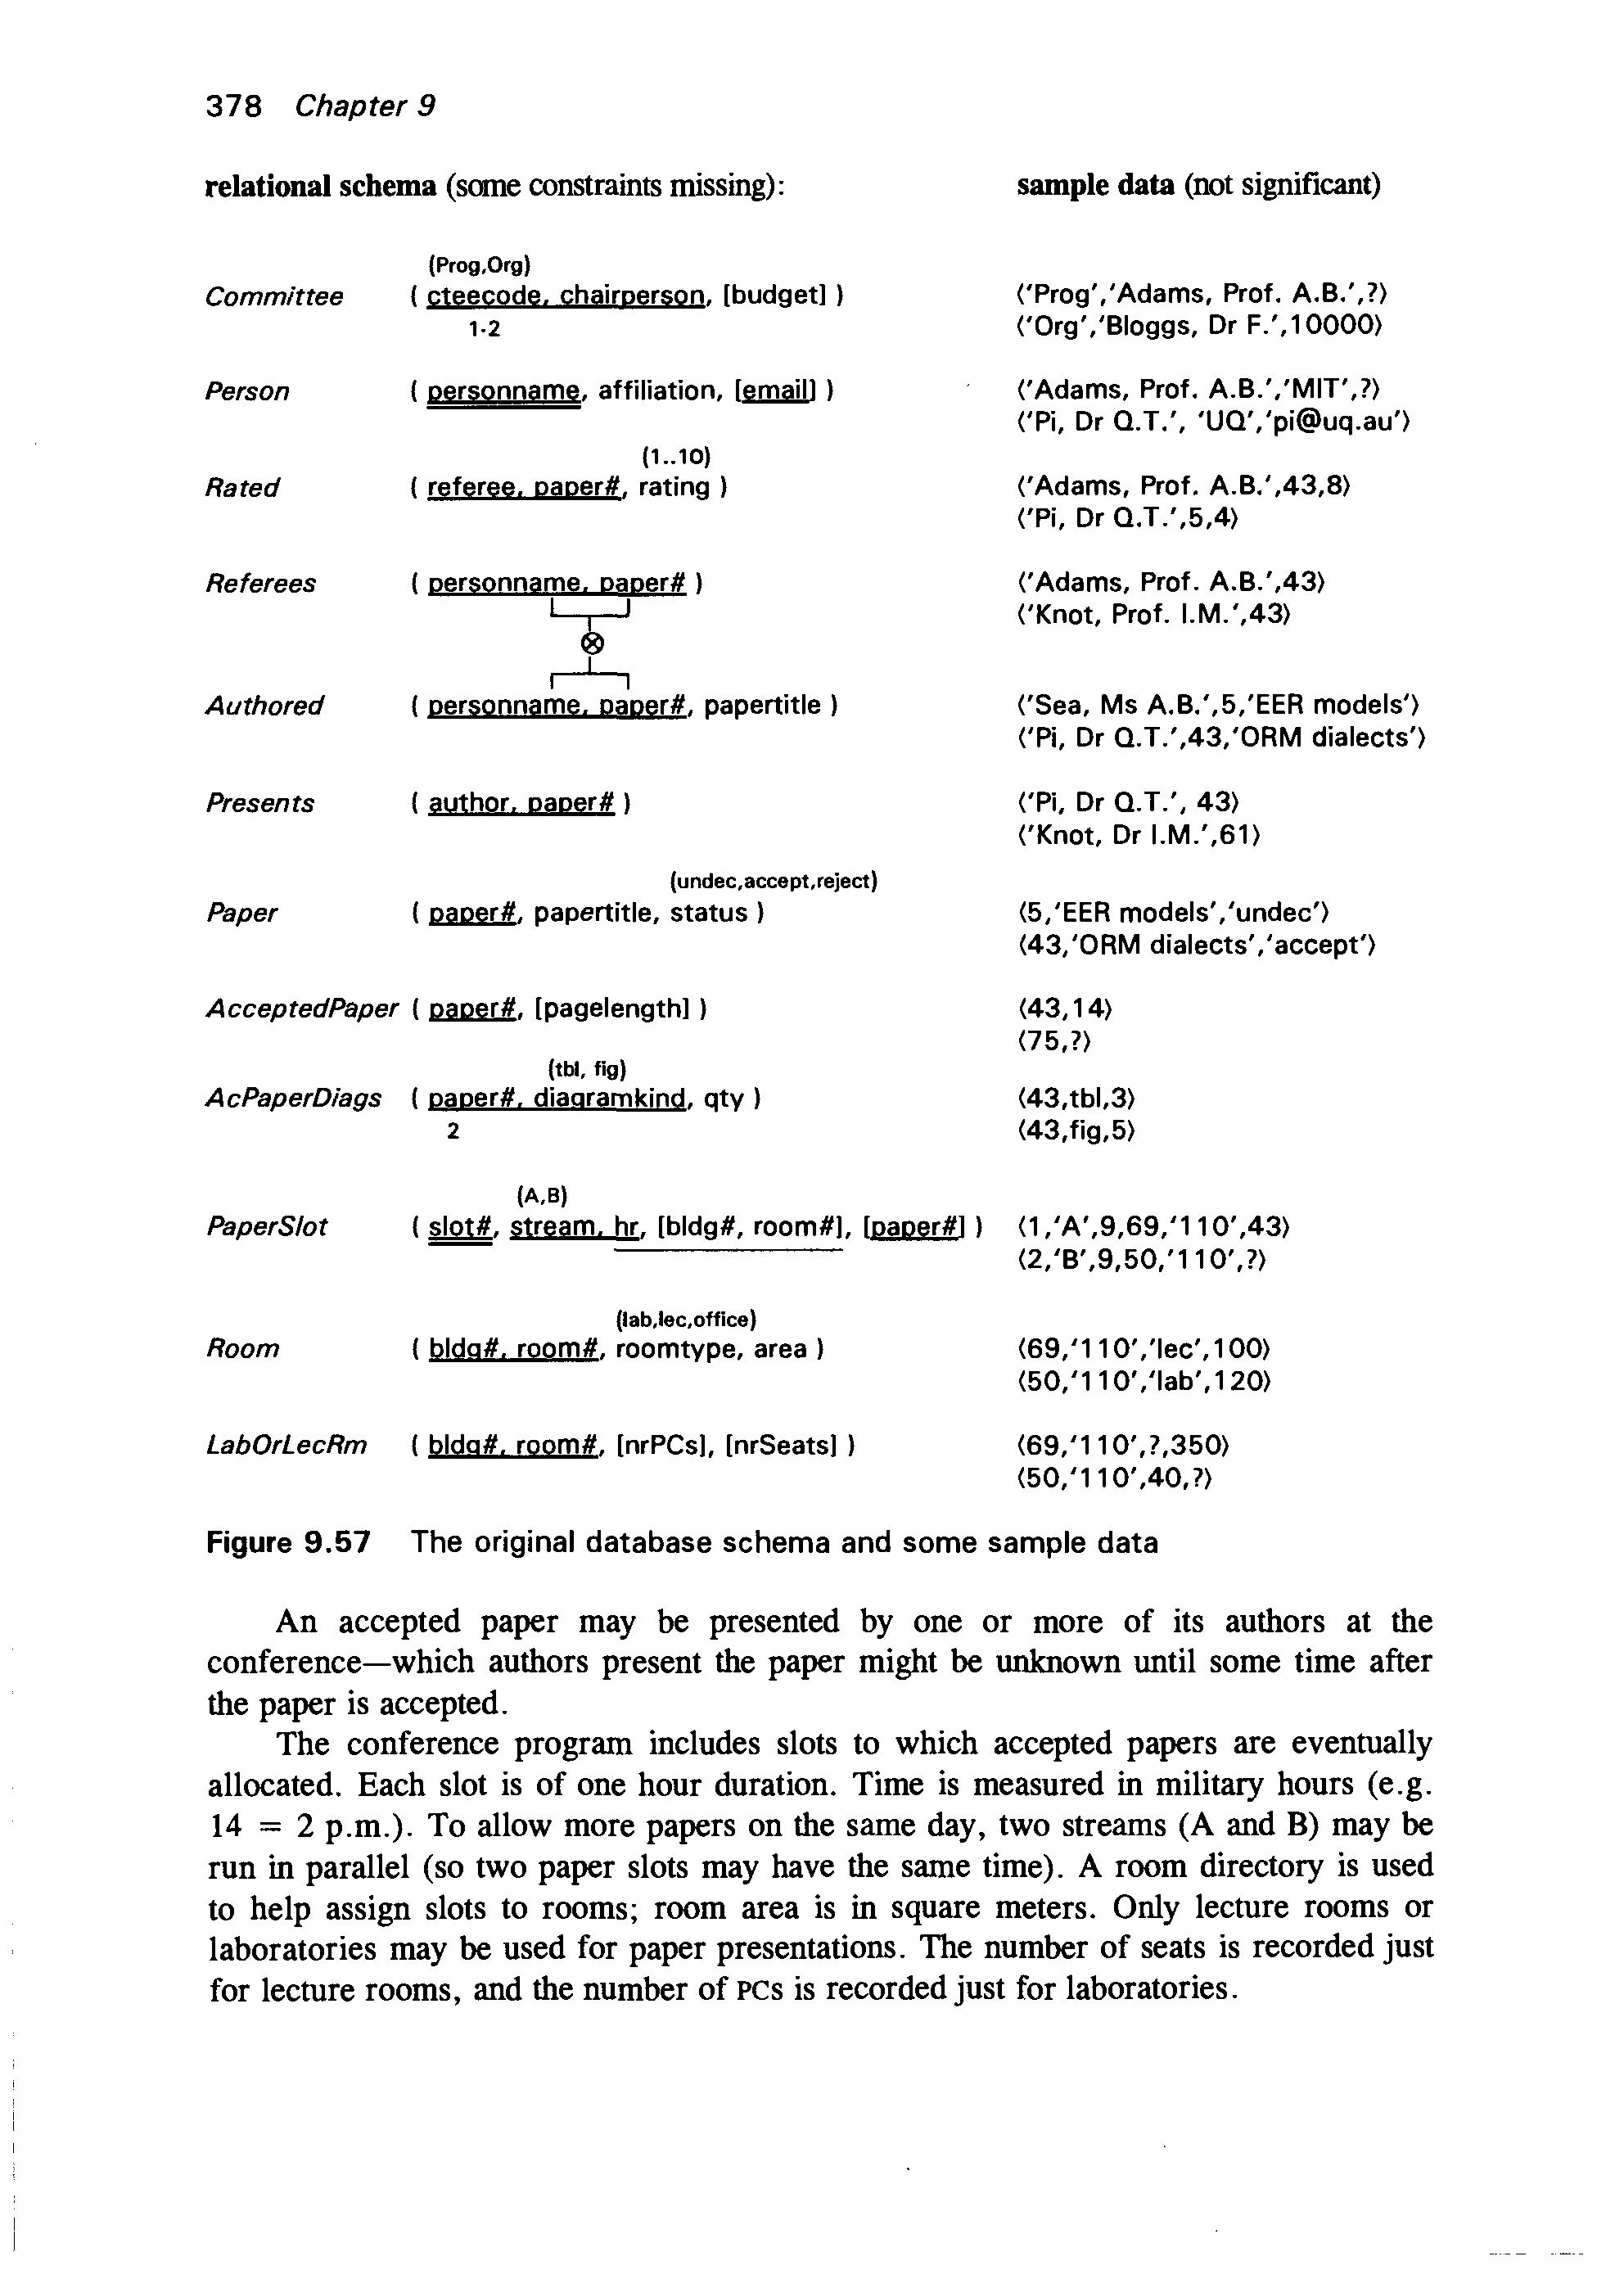 378 Chapter 9
relational schema (some constraints missing): sample data (not significant)
(Prog,Org)
Committee ( cteecode, chairperson, [budget] ) ⟨'Prog','Adams, Prof. A.B.',?⟩
1-2 ⟨'Org','Bloggs, Dr F.',10000⟩
Person ( personname, affiliation, [email] ) ⟨'Adams, Prof. A.B.','MIT',?⟩
⟨'Pi, Dr Q.T.', 'UQ','pi@uq.au'⟩
(1..10)
Rated ( referee, paper#, rating ) ⟨'Adams, Prof. A.B.',43,8⟩
⟨'Pi, Dr Q.T.',5,4⟩
Referees ( personname, paper# ) ⟨'Adams, Prof. A.B.',43⟩
⟨'Knot, Prof. I.M.',43⟩
Authored ( personname, paper#, papertitle ) ⟨'Sea, Ms A.B.',5,'EER models'⟩
⟨'Pi, Dr Q.T.',43,'ORM dialects'⟩
Presents ( author, paper# ) ⟨'Pi, Dr Q.T.', 43⟩
⟨'Knot, Dr I.M.',61⟩
(undec,accept,reject)
Paper ( paper#, papertitle, status ) ⟨5,'EER models','undec'⟩
⟨43,'ORM dialects','accept'⟩
AcceptedPaper ( paper#, [pagelength] ) ⟨43,14⟩
⟨75,?⟩
(tbl, fig)
AcPaperDiags ( paper#, diagramkind, qty ) ⟨43,tbl,3⟩
2 ⟨43,fig,5⟩
(A,B)
PaperSlot ( slot#, stream, hr, [bldg#, room#], [paper#] ) ⟨1,'A',9,69,'110',43⟩
⟨2,'B',9,50,'110',?⟩
(lab,lec,office)
Room ( bldg#, room#, roomtype, area ) ⟨69,'110','lec',100⟩
⟨50,'110','lab',120⟩
LabOrLecRm ( bldg#, room#, [nrPCs], [nrSeats] ) ⟨69,'110',?,350⟩
⟨50,'110',40,?⟩
Figure 9.57 The original database schema and some sample data
An accepted paper may be presented by one or more of its authors at the
conference—which authors present the paper might be unknown until some time after
the paper is accepted.
The conference program includes slots to which accepted papers are eventually
allocated. Each slot is of one hour duration. Time is measured in military hours (e.g.
14 = 2 p.m.). To allow more papers on the same day, two streams (A and B) may be
run in parallel (so two paper slots may have the same time). A room directory is used
to help assign slots to rooms; room area is in square meters. Only lecture rooms or
laboratories may be used for paper presentations. The number of seats is recorded just
for lecture rooms, and the number of PCs is recorded just for laboratories.